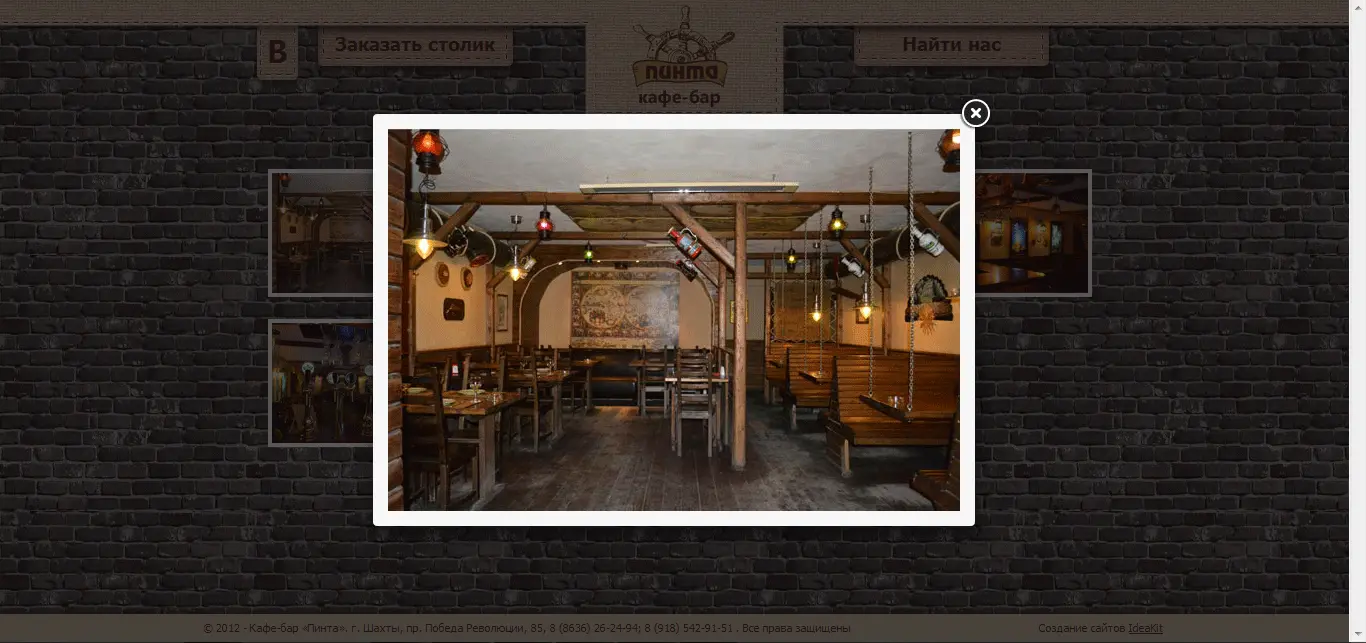 В
Заказать столик
Найти нас
пинта
кафе-бар
© 2012 - Кафе-бар «Пинта». г. Шахты, пр. Победа Революции, 85, 8 (8636) 26-24-94; 8 (918) 542-91-51 . Все права защищены
Создание сайтов IdeaKit